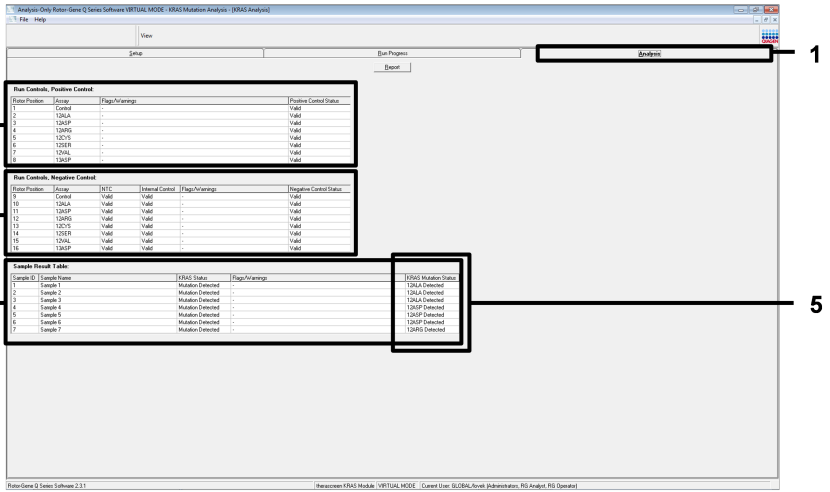 Analysis-Only Rotor-Gene Q Series Software VIRTUAL MODE - KRAS Mutation Analysis - [KRAS Analysis]
File Help
View
QIAGEN
Setup Run Progress Analysis
1
Report
Run Controls, Positive Control:
Rotor Position Assay Flags/Warnings Positive Control Status
1 Control - Valid
2 12ALA - Valid
3 12ASP - Valid
4 12ARG - Valid
5 12CYS - Valid
6 12SER - Valid
7 12VAL - Valid
8 13ASP - Valid
Run Controls, Negative Control:
Rotor Position Assay NTC Internal Control Flags/Warnings Negative Control Status
9 Control Valid Valid - Valid
10 12ALA Valid Valid - Valid
11 12ASP Valid Valid - Valid
12 12ARG Valid Valid - Valid
13 12CYS Valid Valid - Valid
14 12SER Valid Valid - Valid
15 12VAL Valid Valid - Valid
16 13ASP Valid Valid - Valid
Sample Result Table:
Sample ID Sample Name KRAS Status Flags/Warnings KRAS Mutation Status
1 Sample 1 Mutation Detected - 12ALA Detected
2 Sample 2 Mutation Detected - 12ALA Detected
3 Sample 3 Mutation Detected - 12ALA Detected
4 Sample 4 Mutation Detected - 12ASP Detected
5 Sample 5 Mutation Detected - 12ASP Detected
6 Sample 6 Mutation Detected - 12ASP Detected
7 Sample 7 Mutation Detected - 12ARG Detected
5
Rotor-Gene Q Series Software 2.3.1 therascreen KRAS Module VIRTUAL MODE Current User: GLOBAL/lovek (Administrators, RG Analyst, RG Operator)